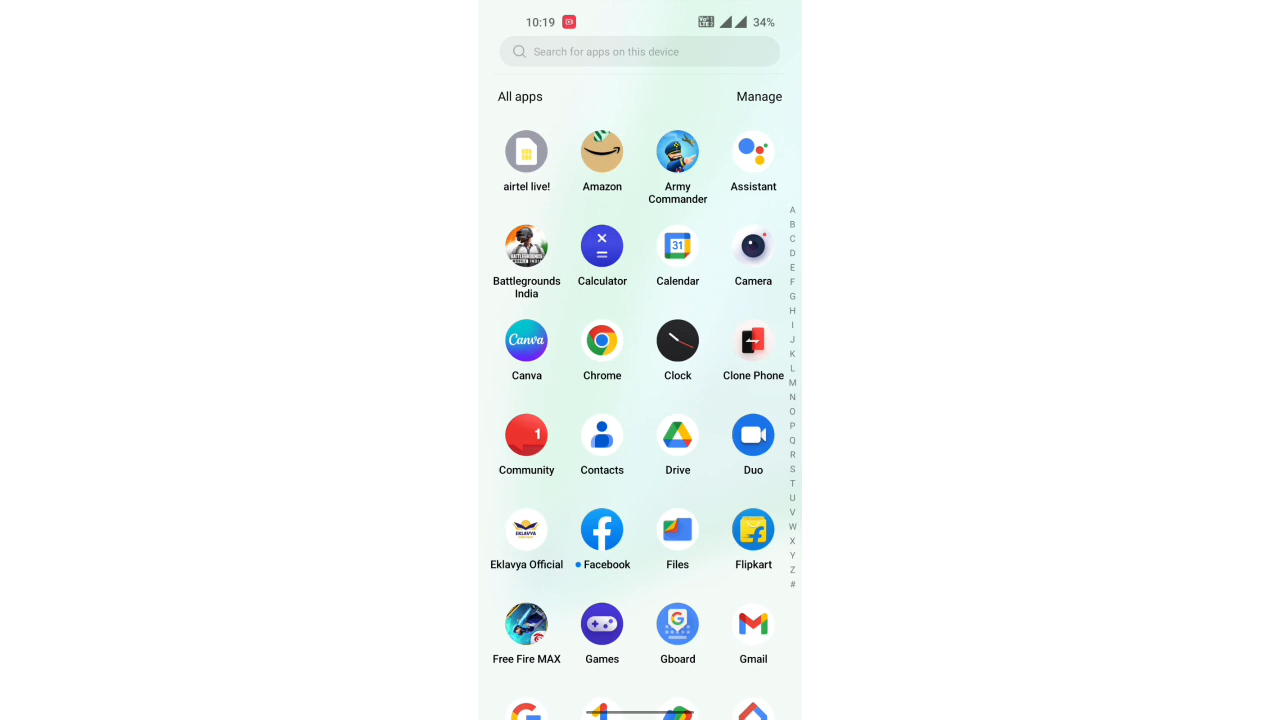 10:19 34%
Search for apps on this device
All apps Manage
airtel live! Amazon Army Commander Assistant
Battlegrounds India Calculator Calendar Camera
31
Canva
Canva Chrome Clock Clone Phone
1
Community Contacts Drive Duo
EKLAVYA
Eklavya Official Facebook Files Flipkart
Free Fire MAX Games Gboard Gmail
A
B
C
D
E
F
G
H
I
J
K
L
M
N
O
P
Q
R
S
T
U
V
W
X
Y
Z
#